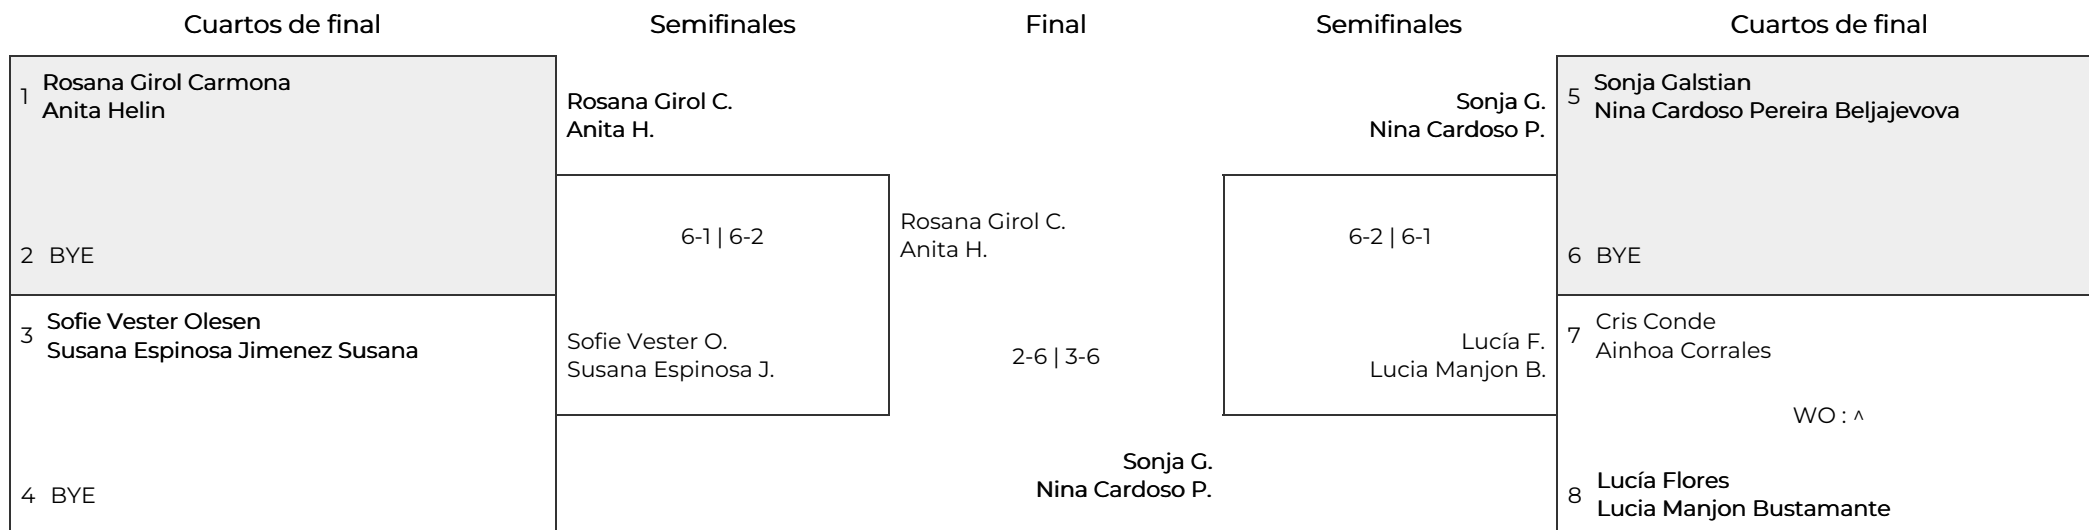 Cuartos de final
Semifinales
Final
Semifinales
Cuartos de final
1
Rosana Girol Carmona
Anita Helin
2 BYE
3
Sofie Vester Olesen
Susana Espinosa Jimenez Susana
4 BYE
Rosana Girol C.
Anita H.
6-1 | 6-2
Sofie Vester O.
Susana Espinosa J.
Rosana Girol C.
Anita H.
2-6 | 3-6
Sonja G.
Nina Cardoso P.
Sonja G.
Nina Cardoso P.
6-2 | 6-1
Lucía F.
Lucia Manjon B.
5
Sonja Galstian
Nina Cardoso Pereira Beljajevova
6 BYE
7
Cris Conde
Ainhoa Corrales
WO : ^
8
Lucía Flores
Lucia Manjon Bustamante